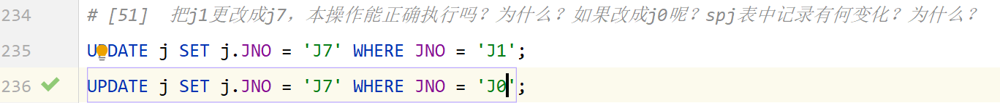 234 # [51] 把j1更改成j7，本操作能正确执行吗？为什么？如果改成j0呢？spj表中记录有何变化？为什么？
235 UPDATE j SET j.JNO = 'J7' WHERE JNO = 'J1';
236 UPDATE j SET j.JNO = 'J7' WHERE JNO = 'J0';